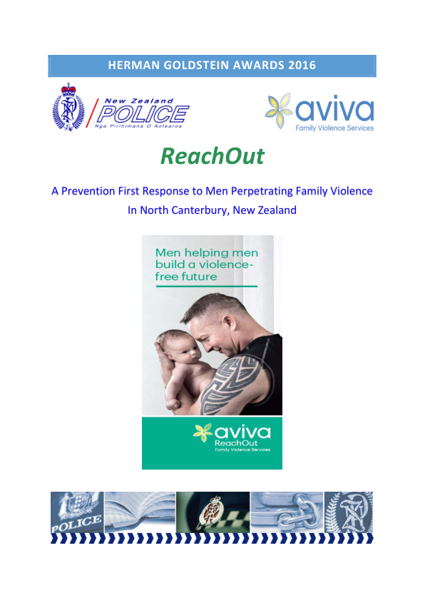 HERMAN GOLDSTEIN AWARDS 2016
New Zealand
POLICE
Nga Pirihimana O Aotearoa
aviva
Family Violence Services
ReachOut
A Prevention First Response to Men Perpetrating Family Violence
In North Canterbury, New Zealand
Men helping men
build a violence-
free future
aviva
ReachOut
Family Violence Services
POLICE